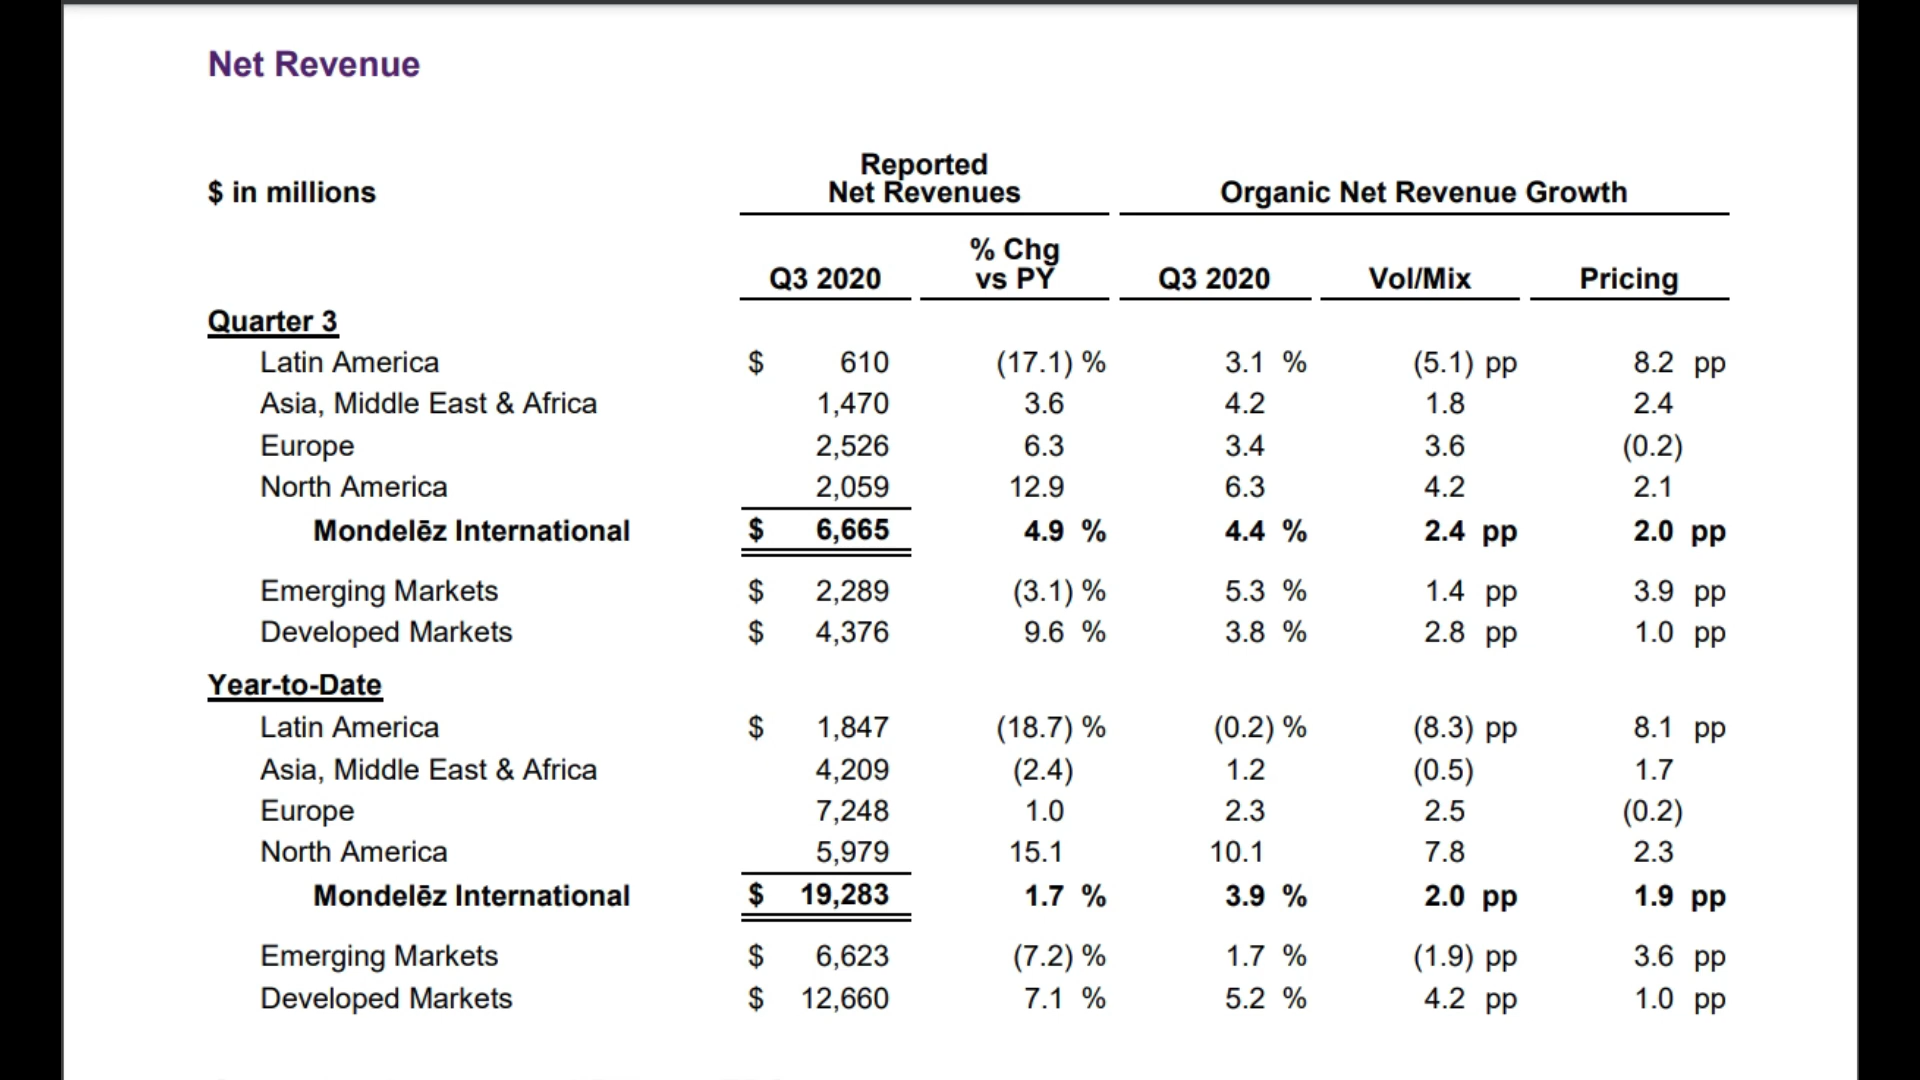 Net Revenue
Reported
$ in millions Net Revenues Organic Net Revenue Growth
% Chg
Q3 2020 vs PY Q3 2020 Vol/Mix Pricing
Quarter 3
Latin America $ 610 (17.1) % 3.1 % (5.1) pp 8.2 pp
Asia, Middle East & Africa 1,470 3.6 4.2 1.8 2.4
Europe 2,526 6.3 3.4 3.6 (0.2)
North America 2,059 12.9 6.3 4.2 2.1
Mondelēz International $ 6,665 4.9 % 4.4 % 2.4 pp 2.0 pp
Emerging Markets $ 2,289 (3.1) % 5.3 % 1.4 pp 3.9 pp
Developed Markets $ 4,376 9.6 % 3.8 % 2.8 pp 1.0 pp
Year-to-Date
Latin America $ 1,847 (18.7) % (0.2) % (8.3) pp 8.1 pp
Asia, Middle East & Africa 4,209 (2.4) 1.2 (0.5) 1.7
Europe 7,248 1.0 2.3 2.5 (0.2)
North America 5,979 15.1 10.1 7.8 2.3
Mondelēz International $ 19,283 1.7 % 3.9 % 2.0 pp 1.9 pp
Emerging Markets $ 6,623 (7.2) % 1.7 % (1.9) pp 3.6 pp
Developed Markets $ 12,660 7.1 % 5.2 % 4.2 pp 1.0 pp